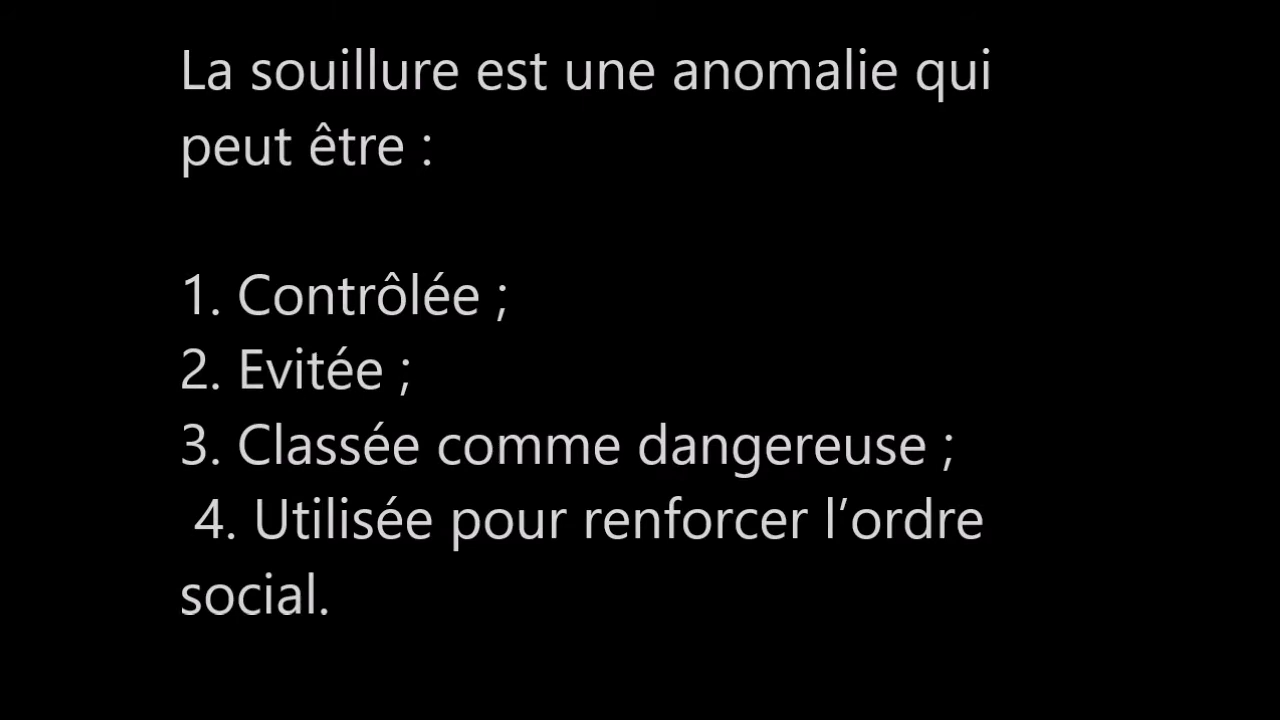 La souillure est une anomalie qui
peut être :
1. Contrôlée ;
2. Evitée ;
3. Classée comme dangereuse ;
4. Utilisée pour renforcer l’ordre
social.